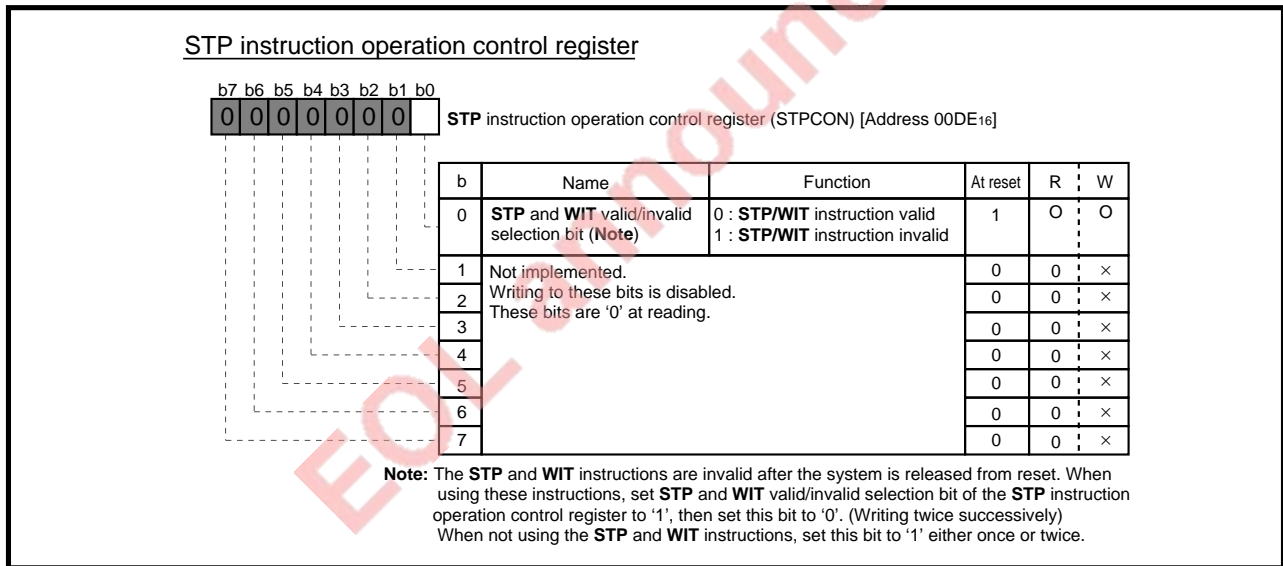 STP instruction operation control register
b7 b6 b5 b4 b3 b2 b1 b0
0 0 0 0 0 0 0
STP instruction operation control register (STPCON) [Address 00DE16]
b Name Function At reset R W
0 STP and WIT valid/invalid selection bit (Note) 0 : STP/WIT instruction valid 1 : STP/WIT instruction invalid 1 O O
1 Not implemented. 0 0 ×
2 Writing to these bits is disabled. 0 0 ×
3 These bits are ‘0’ at reading. 0 0 ×
4 0 0 ×
5 0 0 ×
6 0 0 ×
7 0 0 ×
Note: The STP and WIT instructions are invalid after the system is released from reset. When
using these instructions, set STP and WIT valid/invalid selection bit of the STP instruction
operation control register to ‘1’, then set this bit to ‘0’. (Writing twice successively)
When not using the STP and WIT instructions, set this bit to ‘1’ either once or twice.
EOL announ